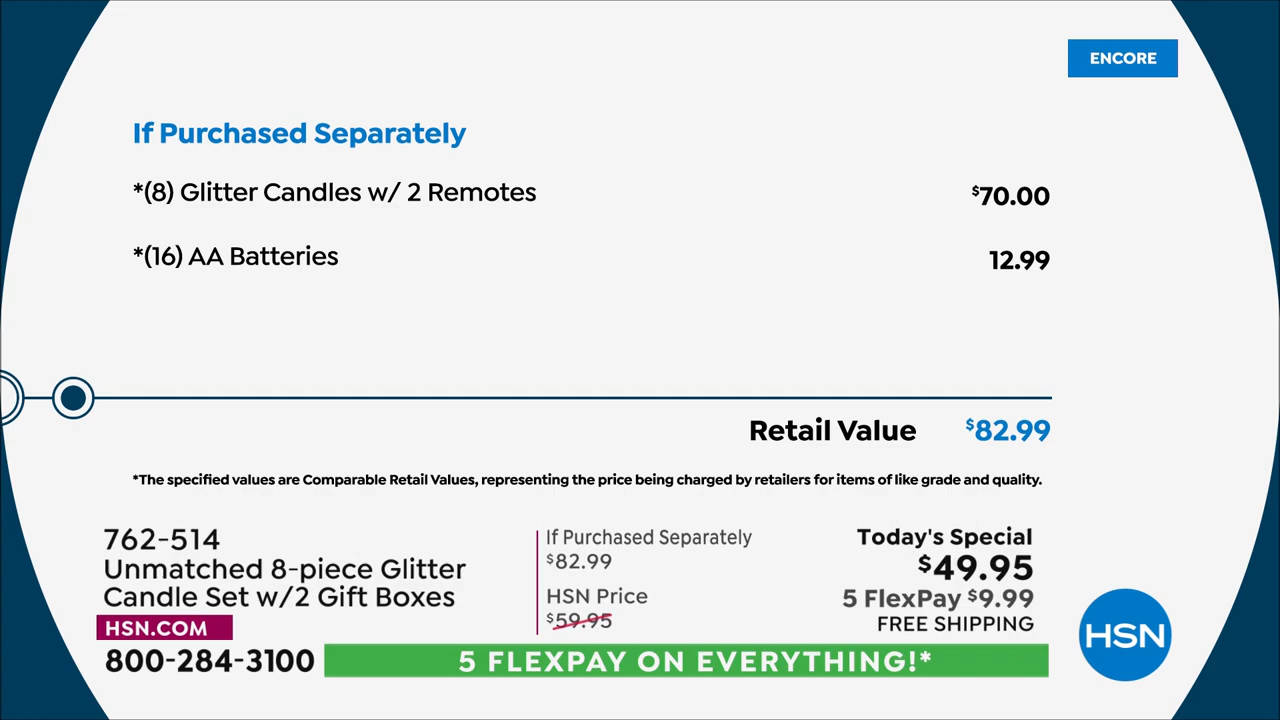 ENCORE
If Purchased Separately
*(8) Glitter Candles w/ 2 Remotes $70.00
*(16) AA Batteries 12.99
Retail Value $82.99
*The specified values are Comparable Retail Values, representing the price being charged by retailers for items of like grade and quality.
762-514
Unmatched 8-piece Glitter
Candle Set w/2 Gift Boxes
HSN.COM
800-284-3100
If Purchased Separately
$82.99
HSN Price
$59.95
Today's Special
$49.95
5 FlexPay $9.99
FREE SHIPPING
5 FLEXPAY ON EVERYTHING!*
HSN